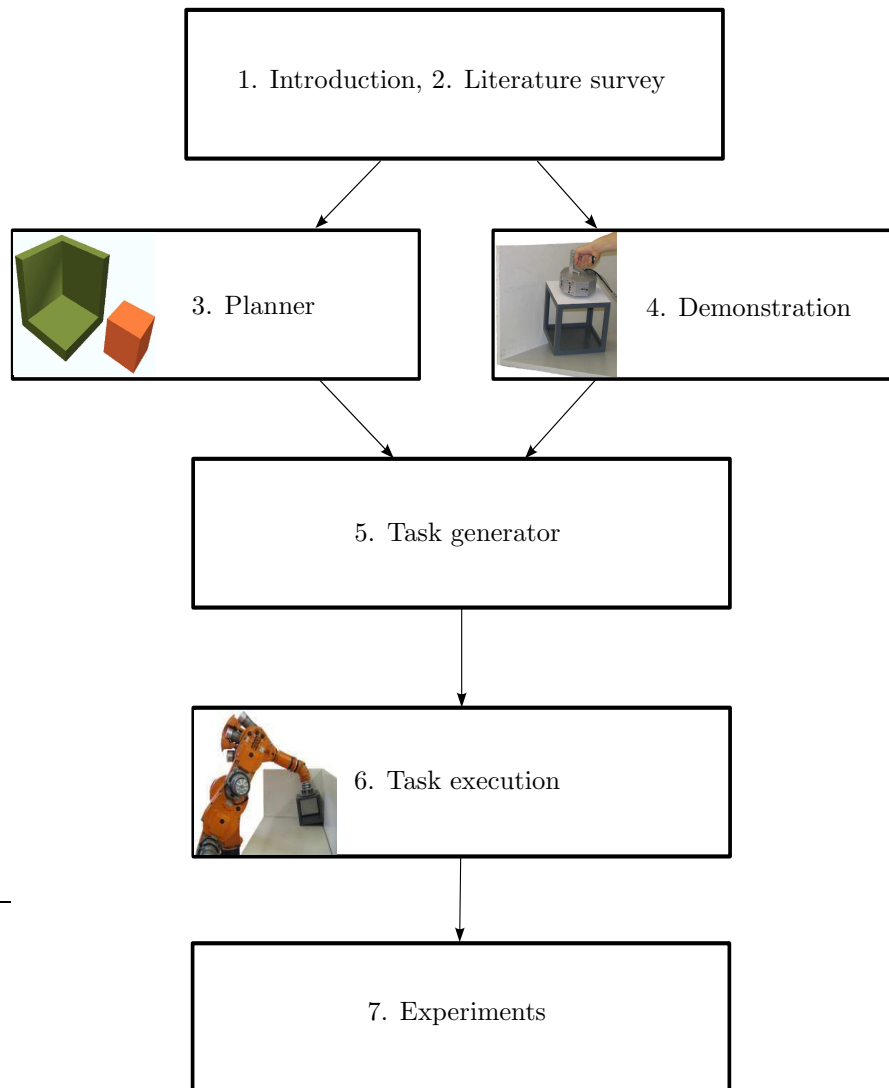 1. Introduction, 2. Literature survey
3. Planner
4. Demonstration
5. Task generator
6. Task execution
7. Experiments